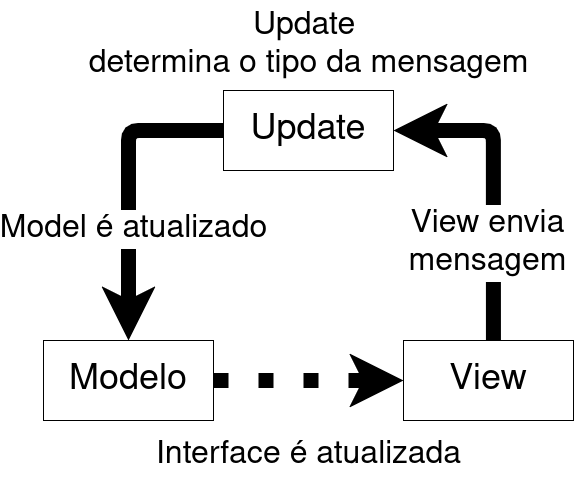 Update
determina o tipo da mensagem
Update
Model é atualizado
View envia
mensagem
Modelo
View
Interface é atualizada